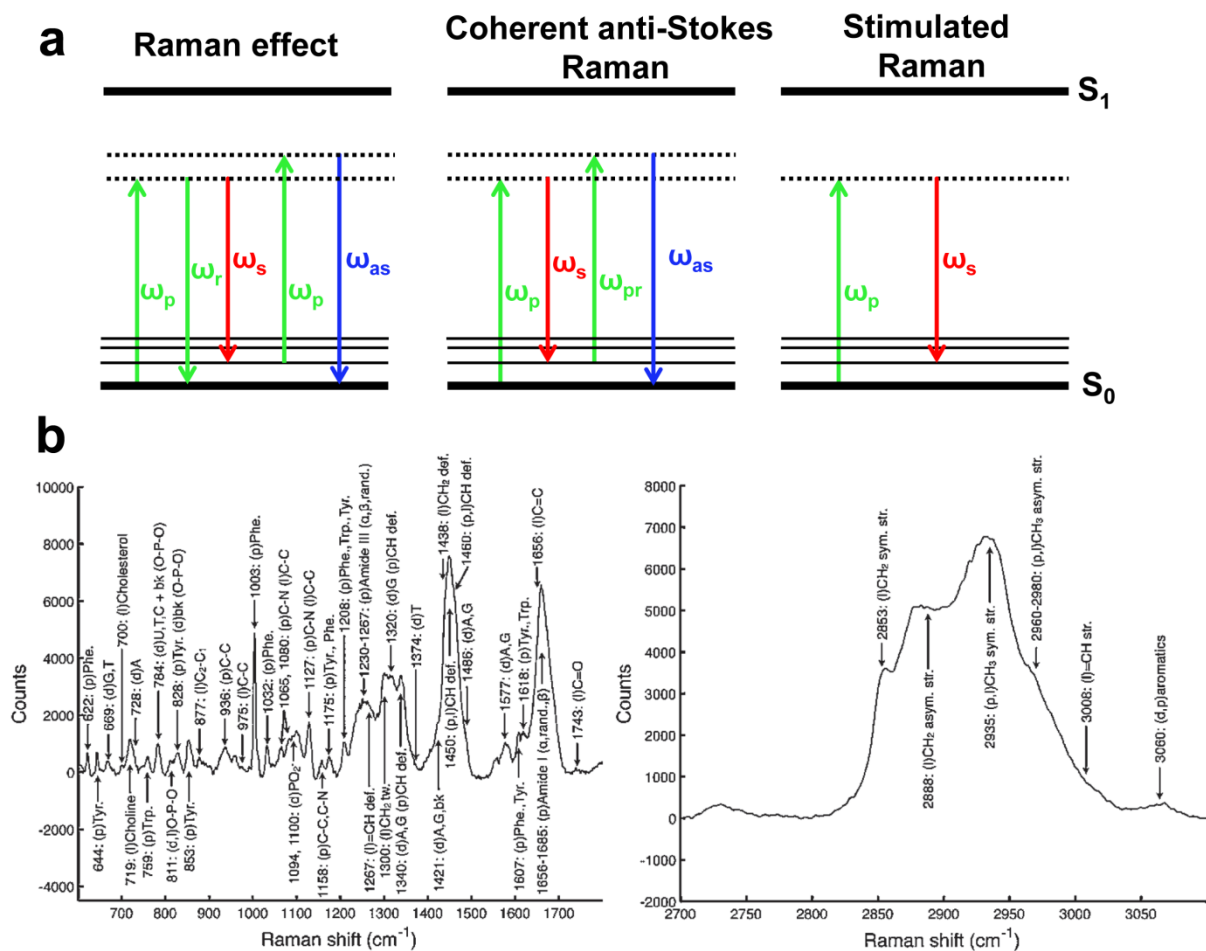 a
Raman effect
Coherent anti-Stokes
Raman
Stimulated
Raman
S1
ωp
ωr
ωs
ωp
ωas
ωp
ωs
ωpr
ωas
ωp
ωs
S0
b
10000
8000
6000
4000
2000
0
-2000
-4000
Counts
622: (p)Phe.
669: (d)G,T
700: (l)Cholesterol
728: (d)A
784: (d)U,T,C + bk (O-P-O)
828: (p)Tyr. (d)bk (O-P-O)
877: (l)C2-C1
936: (p)C-C
975: (l)C-C
1003: (p)Phe.
1032: (p)Phe.
1065, 1080: (p)C-N (l)C-C
1127: (p)C-N (l)C-C
1175: (p)Tyr., Phe.
1208: (p)Phe.,Trp.,Tyr.
1230-1267: (p)Amide III (α,β,rand.)
1320: (d)G (p)CH def.
1374: (d)T
1438: (l)CH2 def.
1460: (p,l)CH def.
1486: (d)A,G
1577: (d)A,G
1618: (p)Tyr.,Trp.
1656: (l)C=C
1743: (l)C=O
644: (p)Tyr.
719: (l)Choline
759: (p)Trp.
811: (d,l)O-P-O
853: (p)Tyr.
1094, 1100: (d)PO2-
1158: (p)C-C,C-N
1267: (l)=CH def.
1300: (l)CH2 tw.
1340: (d)A,G (p)CH def.
1421: (d)A,G,bk
1450: (p,l)CH def.
1607: (p)Phe.,Tyr.
1656-1685: (p)Amide I (α,rand.,β)
700 800 900 1000 1100 1200 1300 1400 1500 1600 1700
Raman shift (cm-1)
8000
7000
6000
5000
4000
3000
2000
1000
0
-1000
-2000
Counts
2853: (l)CH2 sym. str.
2888: (l)CH2 asym. str.
2935: (p,l)CH3 sym. str.
2960-2980: (p,l)CH3 asym. str.
3008: (l)=CH str.
3060: (d,p)aromatics
2700 2750 2800 2850 2900 2950 3000 3050
Raman shift (cm-1)